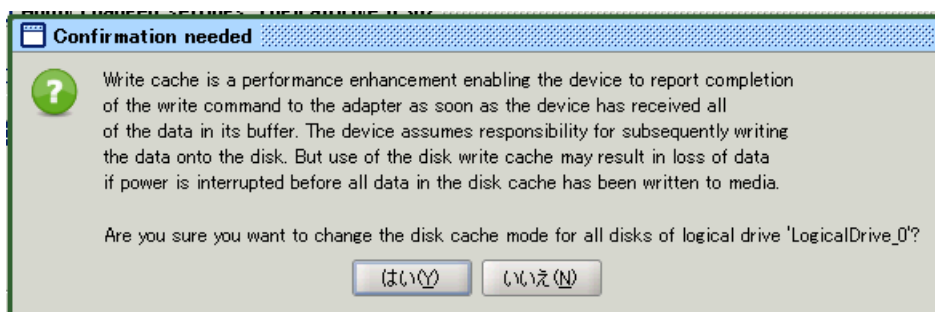 Confirmation needed
Write cache is a performance enhancement enabling the device to report completion
of the write command to the adapter as soon as the device has received all
of the data in its buffer. The device assumes responsibility for subsequently writing
the data onto the disk. But use of the disk write cache may result in loss of data
if power is interrupted before all data in the disk cache has been written to media.
Are you sure you want to change the disk cache mode for all disks of logical drive 'LogicalDrive_0'?
はい(Y) いいえ(N)